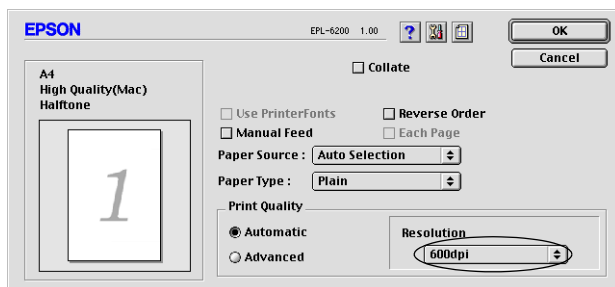 EPSON
EPL-6200 1.00
?
OK
Cancel
A4
High Quality(Mac)
Halftone
1
Collate
Use PrinterFonts
Reverse Order
Manual Feed
Each Page
Paper Source : Auto Selection
Paper Type : Plain
Print Quality
Automatic
Advanced
Resolution
600dpi